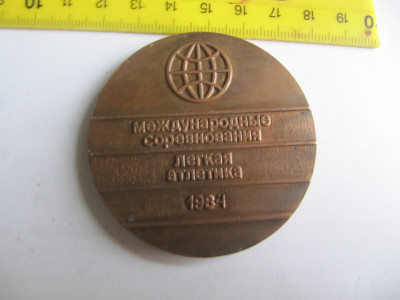 международные
соревнования
легкая
атлетика
1984